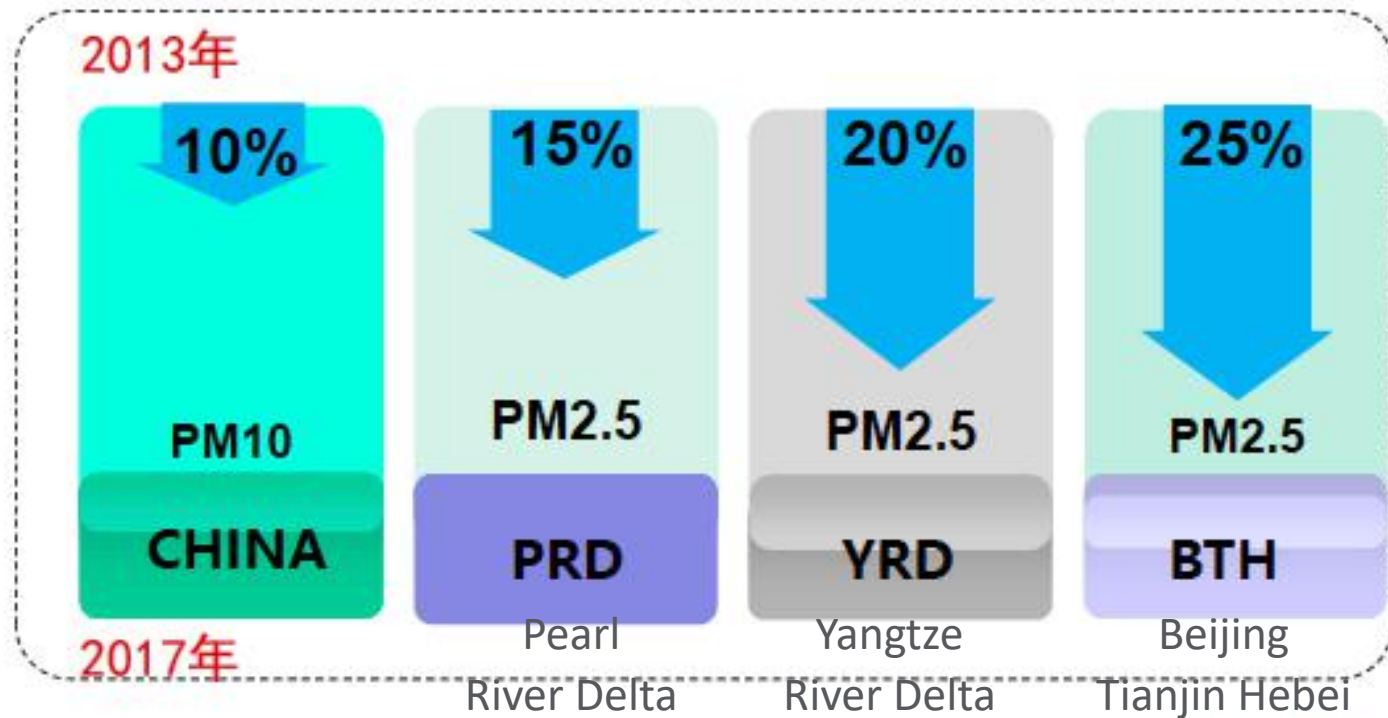 2013年
10%
15%
20%
25%
PM10
PM2.5
PM2.5
PM2.5
CHINA
PRD
YRD
BTH
2017年
Pearl
River Delta
Yangtze
River Delta
Beijing
Tianjin Hebei